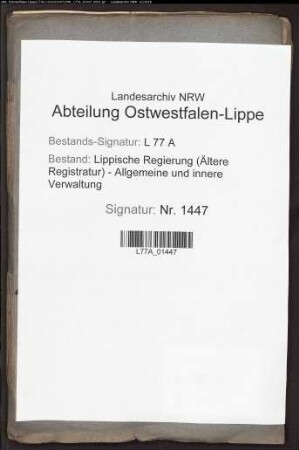 Landesarchiv NRW
Abteilung Ostwestfalen-Lippe
Bestands-Signatur: L 77 A
Bestand: Lippische Regierung (Ältere
Registratur) - Allgemeine und innere
Verwaltung
Signatur: Nr. 1447
L77A_01447